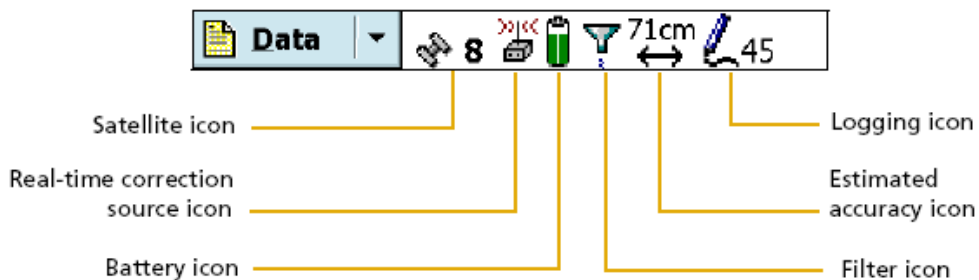 Data 8 71cm 45
Satellite icon
Logging icon
Real-time correction
source icon
Estimated
accuracy icon
Battery icon
Filter icon